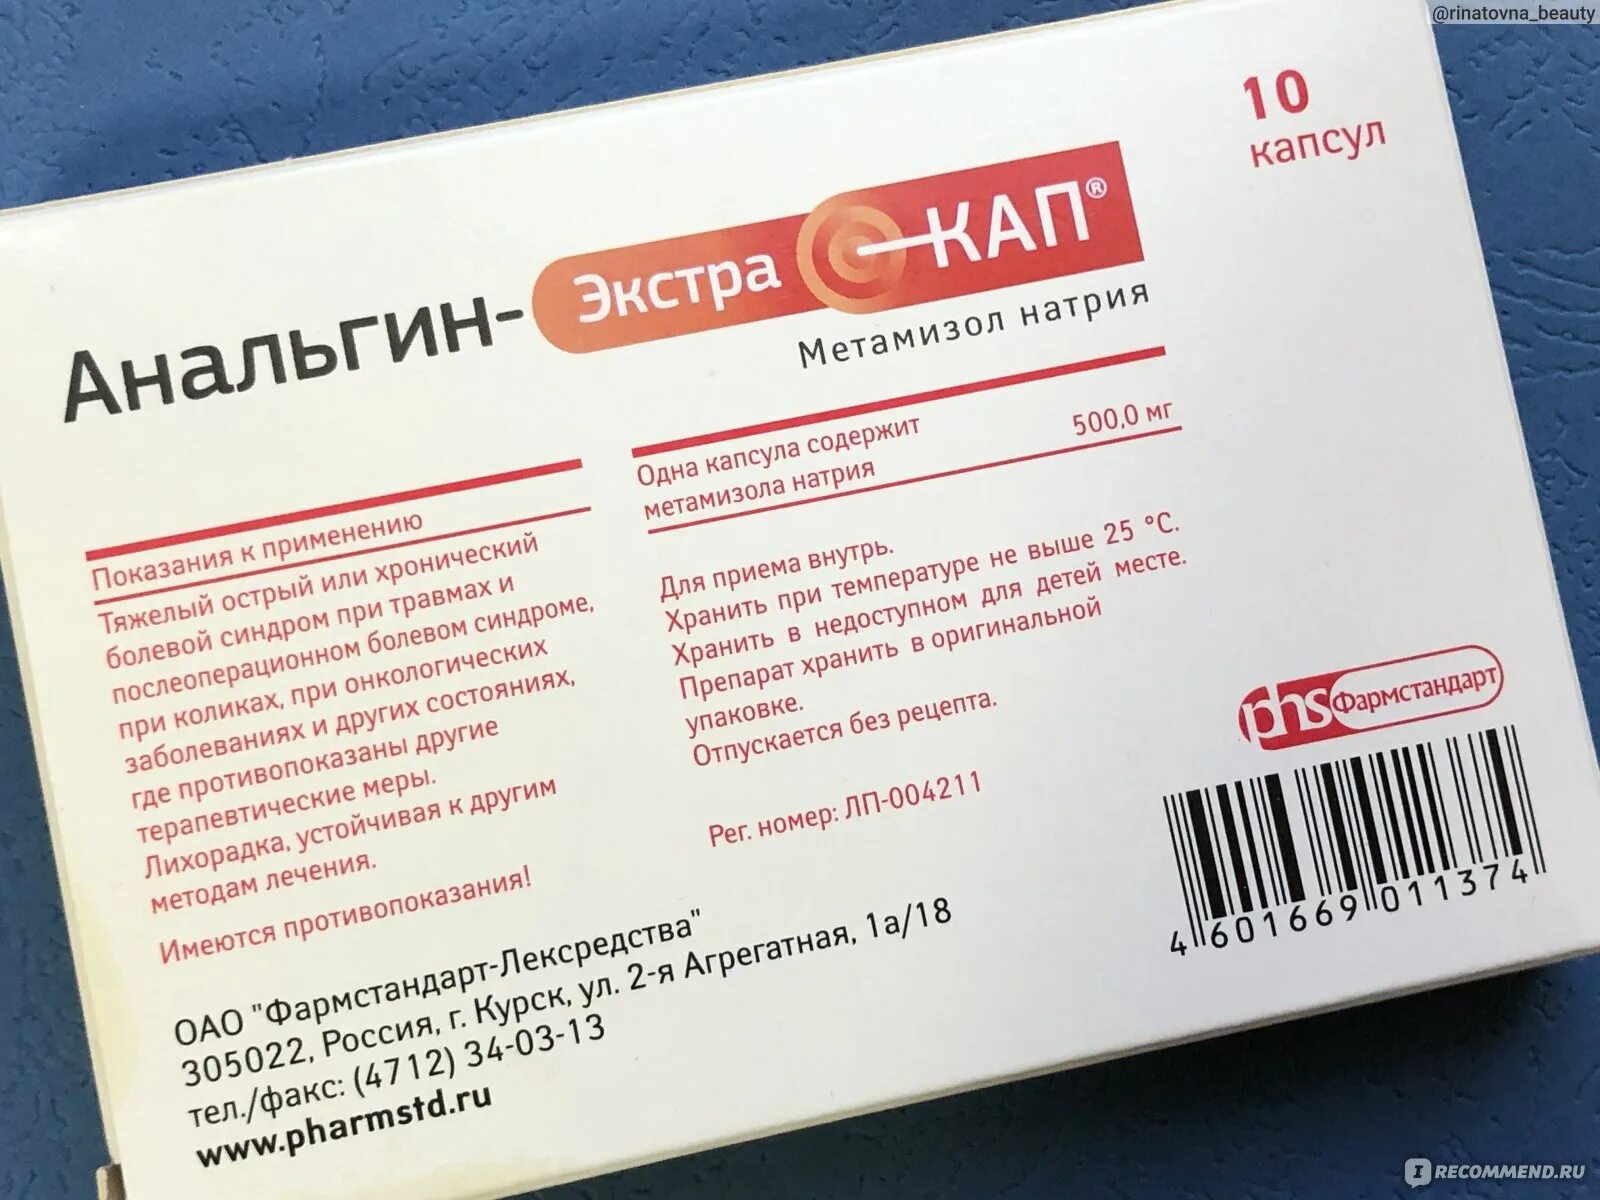 @rinatovna_beauty
10
капсул
Анальгин-Экстра КАП®
Метамизол натрия
Показания к применению
Тяжелый острый или хронический
болевой синдром при травмах и
послеоперационном болевом синдроме,
при коликах, при онкологических
заболеваниях и других состояниях,
где противопоказаны другие
терапевтические меры.
Лихорадка, устойчивая к другим
методам лечения.
Имеются противопоказания!
Одна капсула содержит
метамизола натрия 500,0 мг
Для приема внутрь.
Хранить при температуре не выше 25 °С.
Хранить в недоступном для детей месте.
Препарат хранить в оригинальной
упаковке.
Отпускается без рецепта.
Рег. номер: ЛП-004211
phs Фармстандарт
4 601669 011374
ОАО "Фармстандарт-Лексредства"
305022, Россия, г. Курск, ул. 2-я Агрегатная, 1а/18
тел./факс: (4712) 34-03-13
www.pharmstd.ru
I RECOMMEND.RU